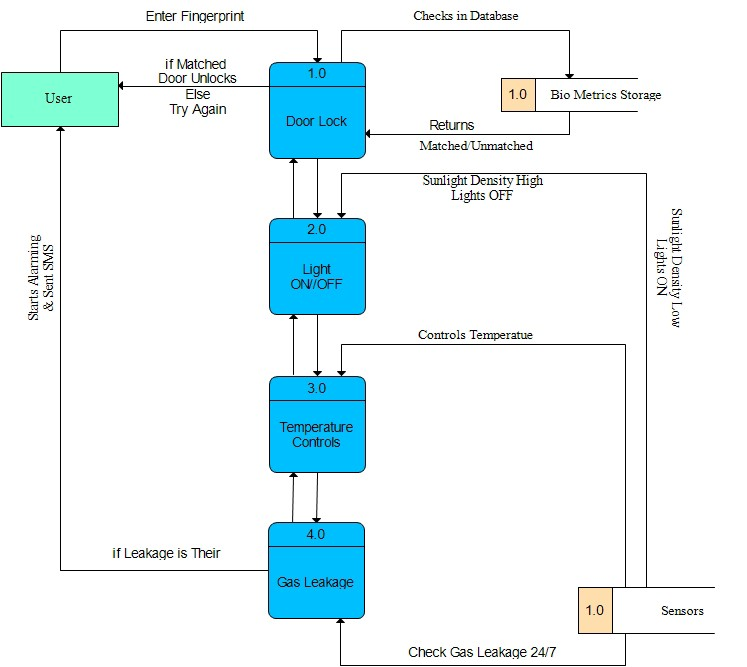 Enter Fingerprint
Checks in Database
if Matched
Door Unlocks
Else
Try Again
User
1.0
Door Lock
1.0
Bio Metrics Storage
Returns
Matched/Unmatched
Sunlight Density High
Lights OFF
2.0
Light
ON//OFF
Sunlight Density Low
Lights ON
Starts Alarming
& Sent SMS
Controls Temperatue
3.0
Temperature
Controls
4.0
Gas Leakage
if Leakage is Their
1.0
Sensors
Check Gas Leakage 24/7